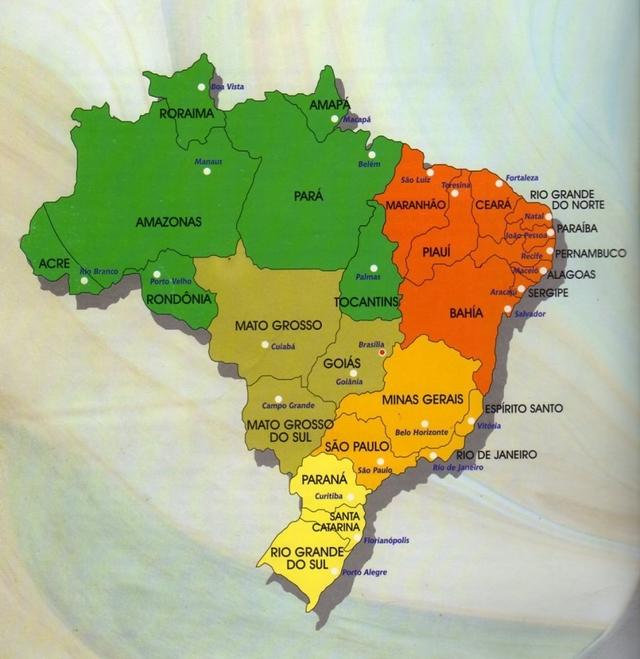 Boa Vista
RORAIMA
AMAPÁ
Macapá
Belém
Manaus
PARÁ
AMAZONAS
São Luiz
Teresina
Fortaleza
MARANHÃO
CEARÁ
RIO GRANDE
DO NORTE
Natal
João Pessoa
PARAÍBA
PIAUÍ
Recife
PERNAMBUCO
Maceió
ALAGOAS
Aracajú
SERGIPE
ACRE
Rio Branco
Porto Velho
RONDÔNIA
Palmas
TOCANTINS
BAHÍA
Salvador
MATO GROSSO
Cuiabá
Brasília
GOIÁS
Goiânia
MINAS GERAIS
Belo Horizonte
ESPÍRITO SANTO
Vitória
Campo Grande
MATO GROSSO
DO SUL
SÃO PAULO
São Paulo
RIO DE JANEIRO
Rio de Janeiro
PARANÁ
Curitiba
SANTA
CATARINA
Florianópolis
RIO GRANDE
DO SUL
Porto Alegre